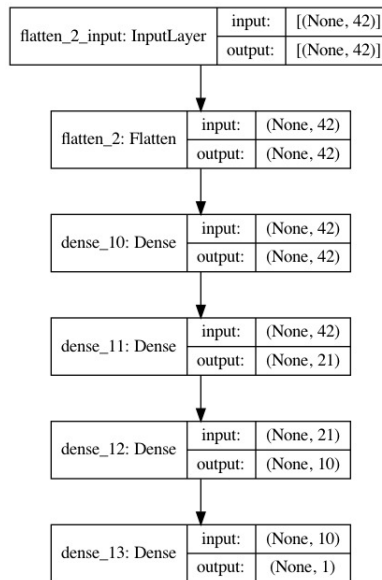 flatten_2_input: InputLayer
input: [(None, 42)]
output: [(None, 42)]
flatten_2: Flatten
input: (None, 42)
output: (None, 42)
dense_10: Dense
input: (None, 42)
output: (None, 42)
dense_11: Dense
input: (None, 42)
output: (None, 21)
dense_12: Dense
input: (None, 21)
output: (None, 10)
dense_13: Dense
input: (None, 10)
output: (None, 1)